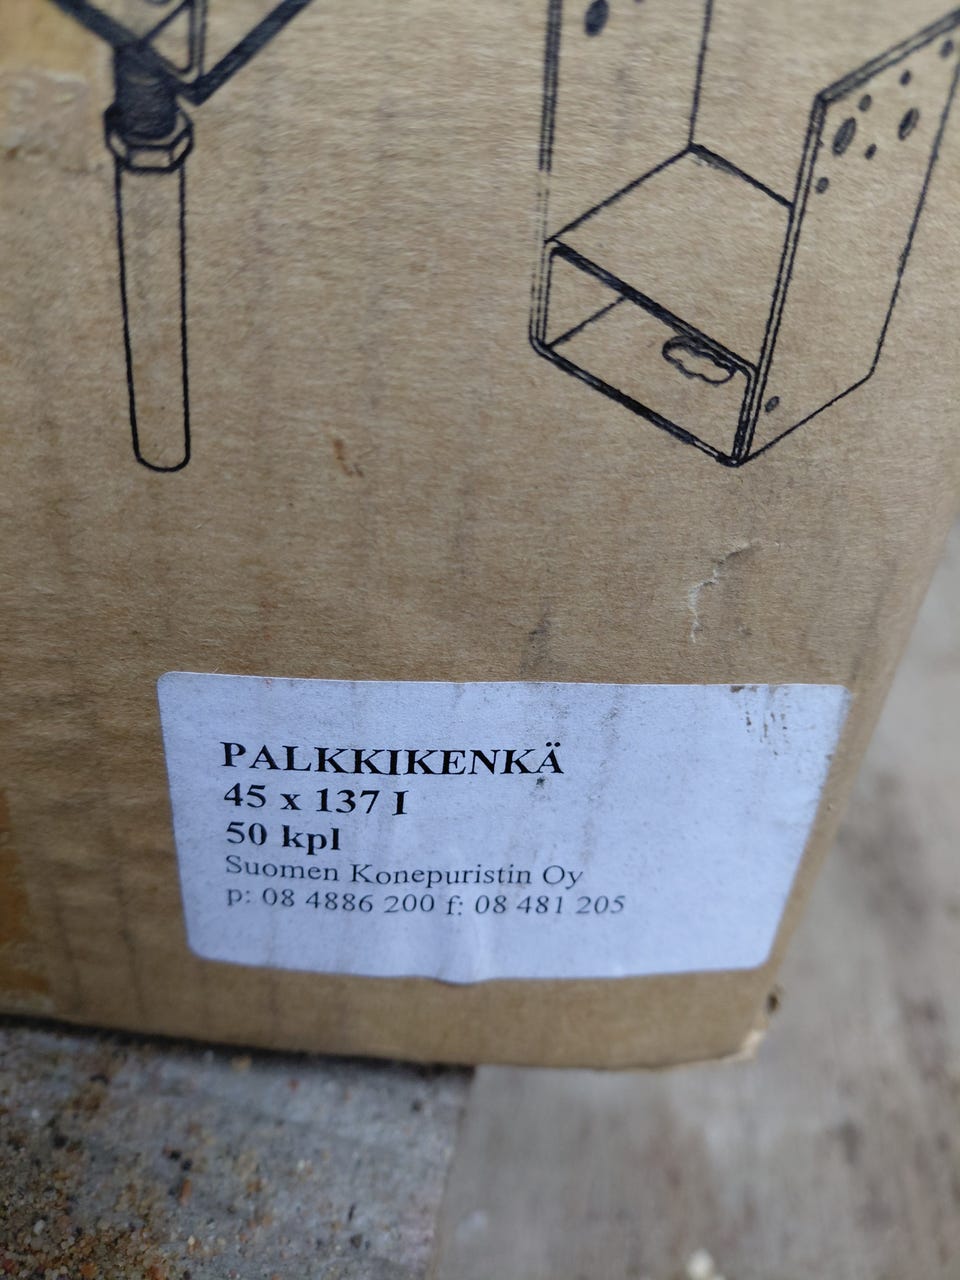 PALKKIKENKÄ
45 x 137 I
50 kpl
Suomen Konepuristin Oy
p: 08 4886 200 f: 08 481 205